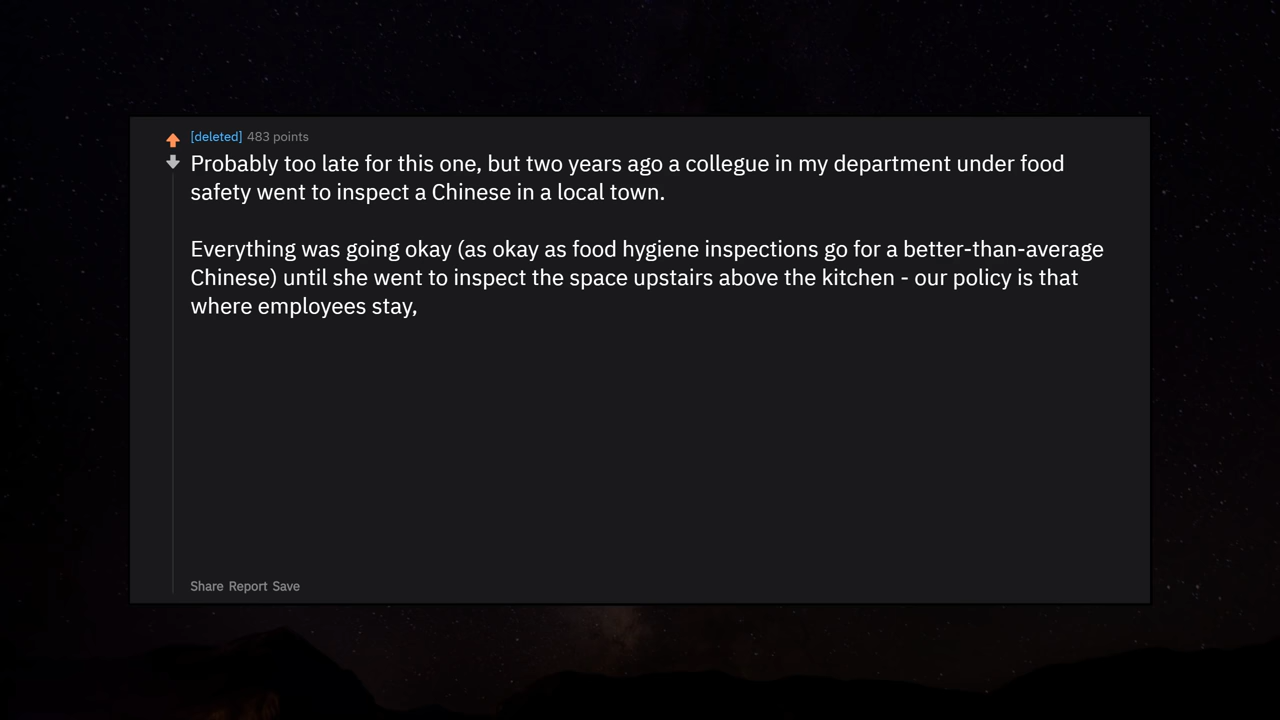 [deleted] 483 points
Probably too late for this one, but two years ago a collegue in my department under food
safety went to inspect a Chinese in a local town.
Everything was going okay (as okay as food hygiene inspections go for a better-than-average
Chinese) until she went to inspect the space upstairs above the kitchen - our policy is that
where employees stay,
Share Report Save